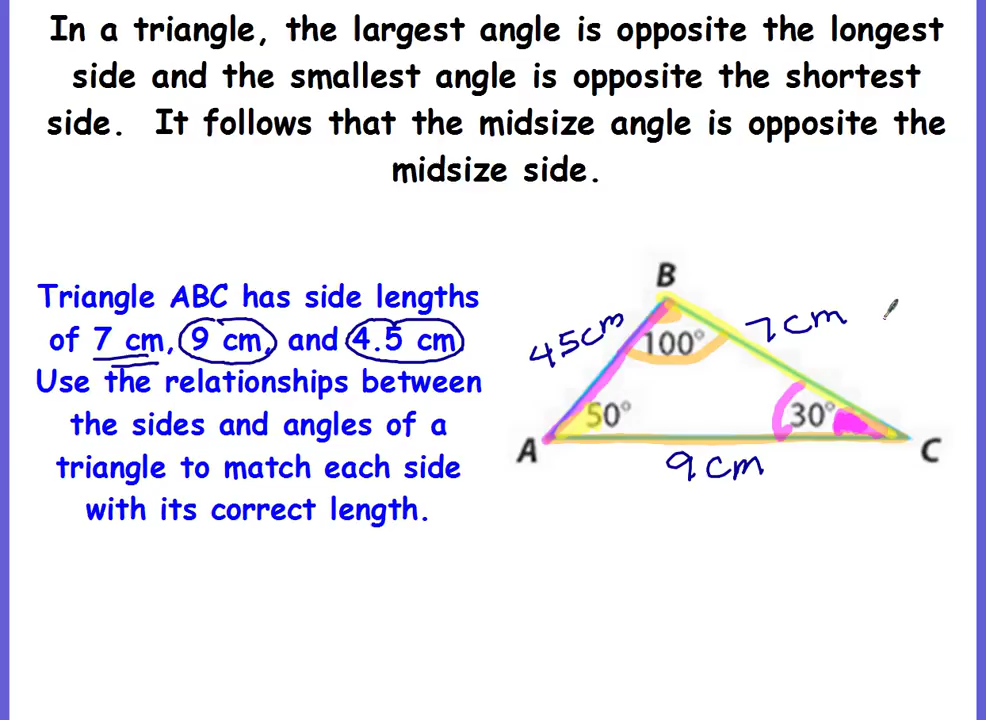 In a triangle, the largest angle is opposite the longest
side and the smallest angle is opposite the shortest
side. It follows that the midsize angle is opposite the
midsize side.
Triangle ABC has side lengths
of 7 cm, 9 cm, and 4.5 cm
Use the relationships between
the sides and angles of a
triangle to match each side
with its correct length.
B
45cm
7cm
100°
50°
30°
A
C
9cm